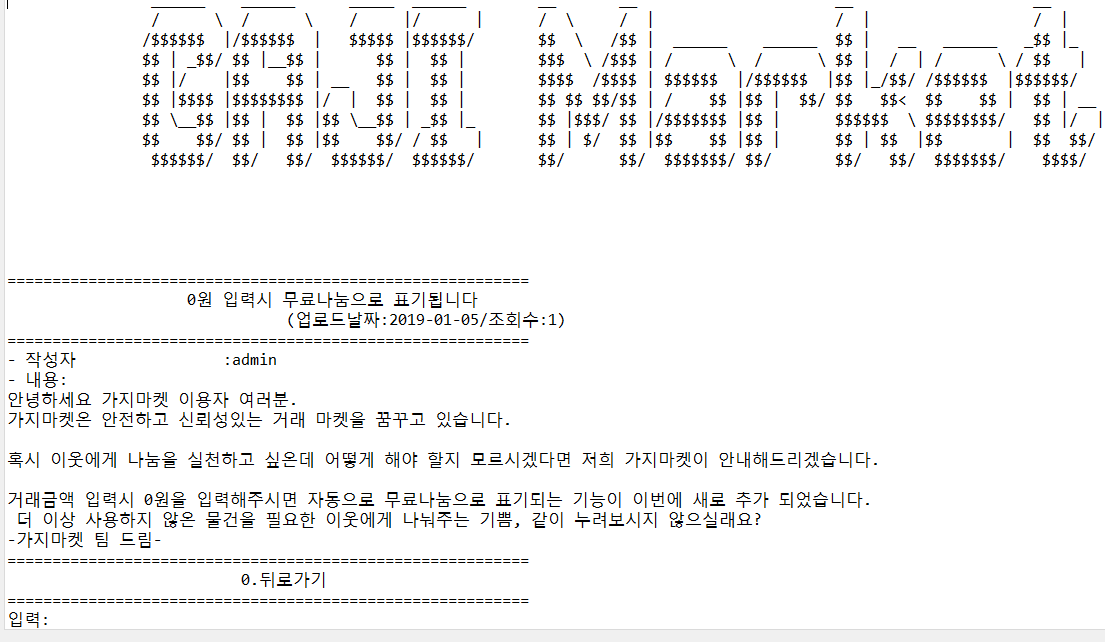 GAJI Market
=========================================================
0원 입력시 무료나눔으로 표기됩니다
(업로드날짜:2019-01-05/조회수:1)
=========================================================
- 작성자 :admin
- 내용:
안녕하세요 가지마켓 이용자 여러분.
가지마켓은 안전하고 신뢰성있는 거래 마켓을 꿈꾸고 있습니다.
혹시 이웃에게 나눔을 실천하고 싶은데 어떻게 해야 할지 모르시겠다면 저희 가지마켓이 안내해드리겠습니다.
거래금액 입력시 0원을 입력해주시면 자동으로 무료나눔으로 표기되는 기능이 이번에 새로 추가 되었습니다.
더 이상 사용하지 않은 물건을 필요한 이웃에게 나눠주는 기쁨, 같이 누려보시지 않으실래요?
-가지마켓 팀 드림-
=========================================================
0.뒤로가기
=========================================================
입력: